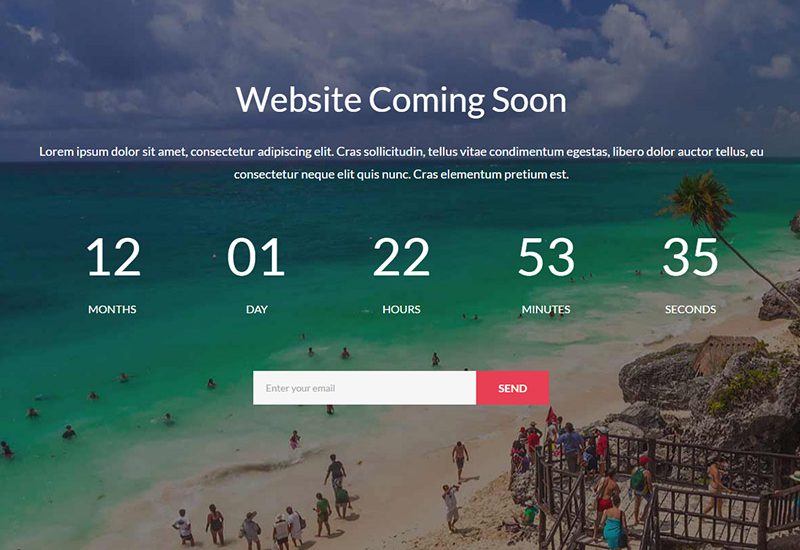 Website Coming Soon
Lorem ipsum dolor sit amet, consectetur adipiscing elit. Cras sollicitudin, tellus vitae condimentum egestas, libero dolor auctor tellus, eu
consectetur neque elit quis nunc. Cras elementum pretium est.
12 01 22 53 35
MONTHS DAY HOURS MINUTES SECONDS
Enter your email SEND